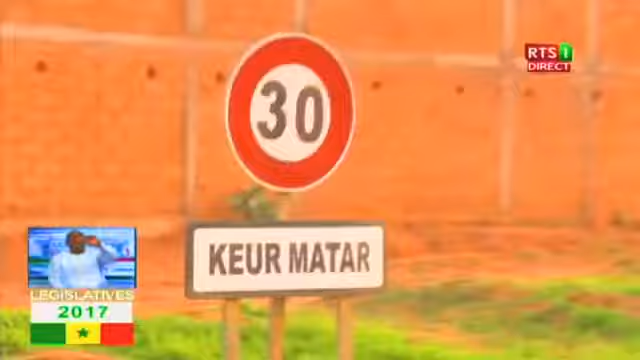 RTS 1
DIRECT
30
KEUR MATAR
LEGISLATIVES
2017